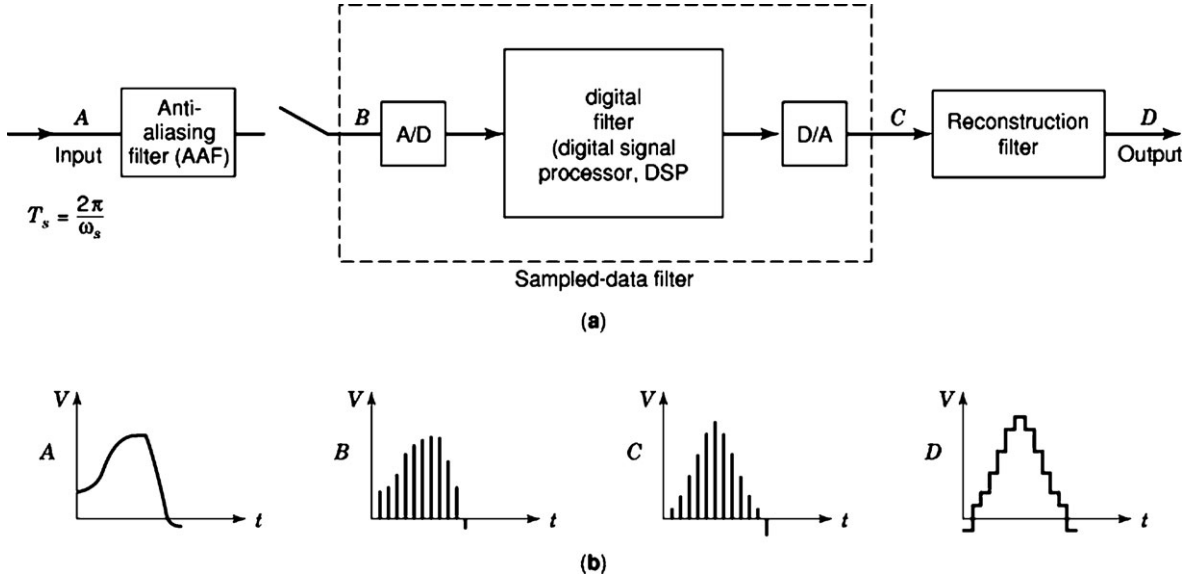 A
Input
Anti-
aliasing
filter (AAF)
T_s = 2π / ω_s
B
A/D
digital
filter
(digital signal
processor, DSP
D/A
C
Reconstruction
filter
D
Output
Sampled-data filter
(a)
V
A
t
V
B
t
V
C
t
V
D
t
(b)